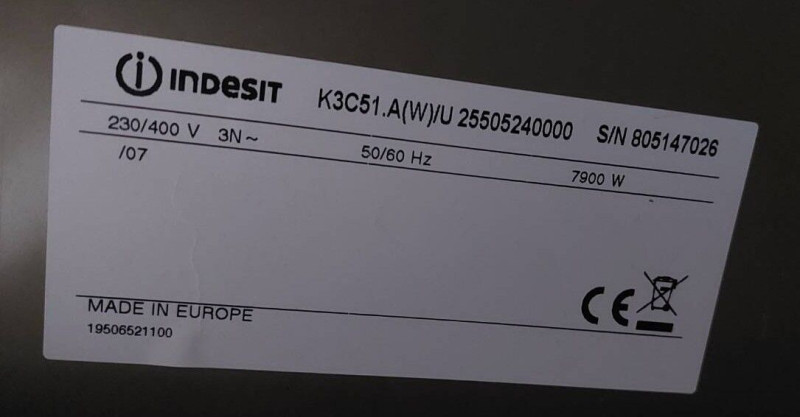 indesit K3C51.A(W)/U 25505240000 S/N 805147026
230/400 V 3N~ 50/60 Hz 7900 W
/07
MADE IN EUROPE
19506521100
CE